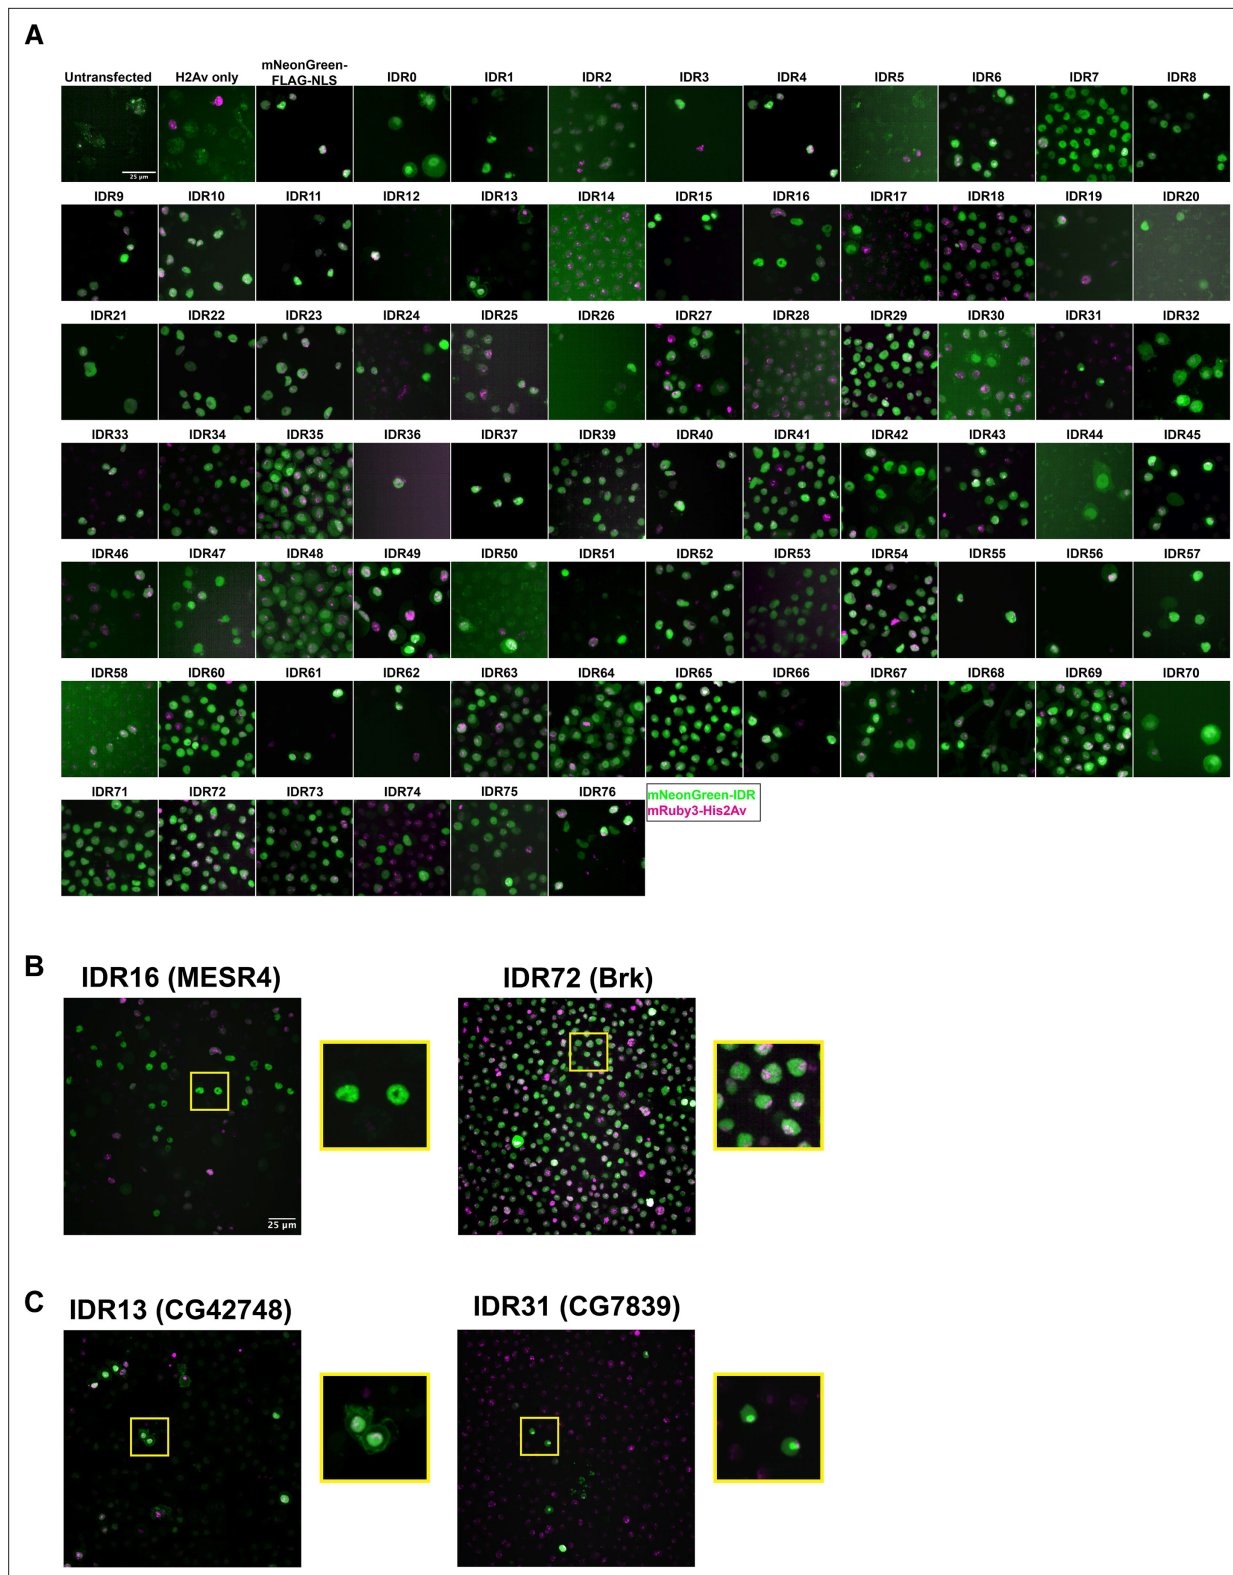 A
Untransfected H2Av only mNeonGreen-FLAG-NLS IDR0 IDR1 IDR2 IDR3 IDR4 IDR5 IDR6 IDR7 IDR8
25 µm
IDR9 IDR10 IDR11 IDR12 IDR13 IDR14 IDR15 IDR16 IDR17 IDR18 IDR19 IDR20
IDR21 IDR22 IDR23 IDR24 IDR25 IDR26 IDR27 IDR28 IDR29 IDR30 IDR31 IDR32
IDR33 IDR34 IDR35 IDR36 IDR37 IDR39 IDR40 IDR41 IDR42 IDR43 IDR44 IDR45
IDR46 IDR47 IDR48 IDR49 IDR50 IDR51 IDR52 IDR53 IDR54 IDR55 IDR56 IDR57
IDR58 IDR60 IDR61 IDR62 IDR63 IDR64 IDR65 IDR66 IDR67 IDR68 IDR69 IDR70
IDR71 IDR72 IDR73 IDR74 IDR75 IDR76
mNeonGreen-IDR
mRuby3-His2Av
B
IDR16 (MESR4) IDR72 (Brk)
25 µm
C
IDR13 (CG42748) IDR31 (CG7839)